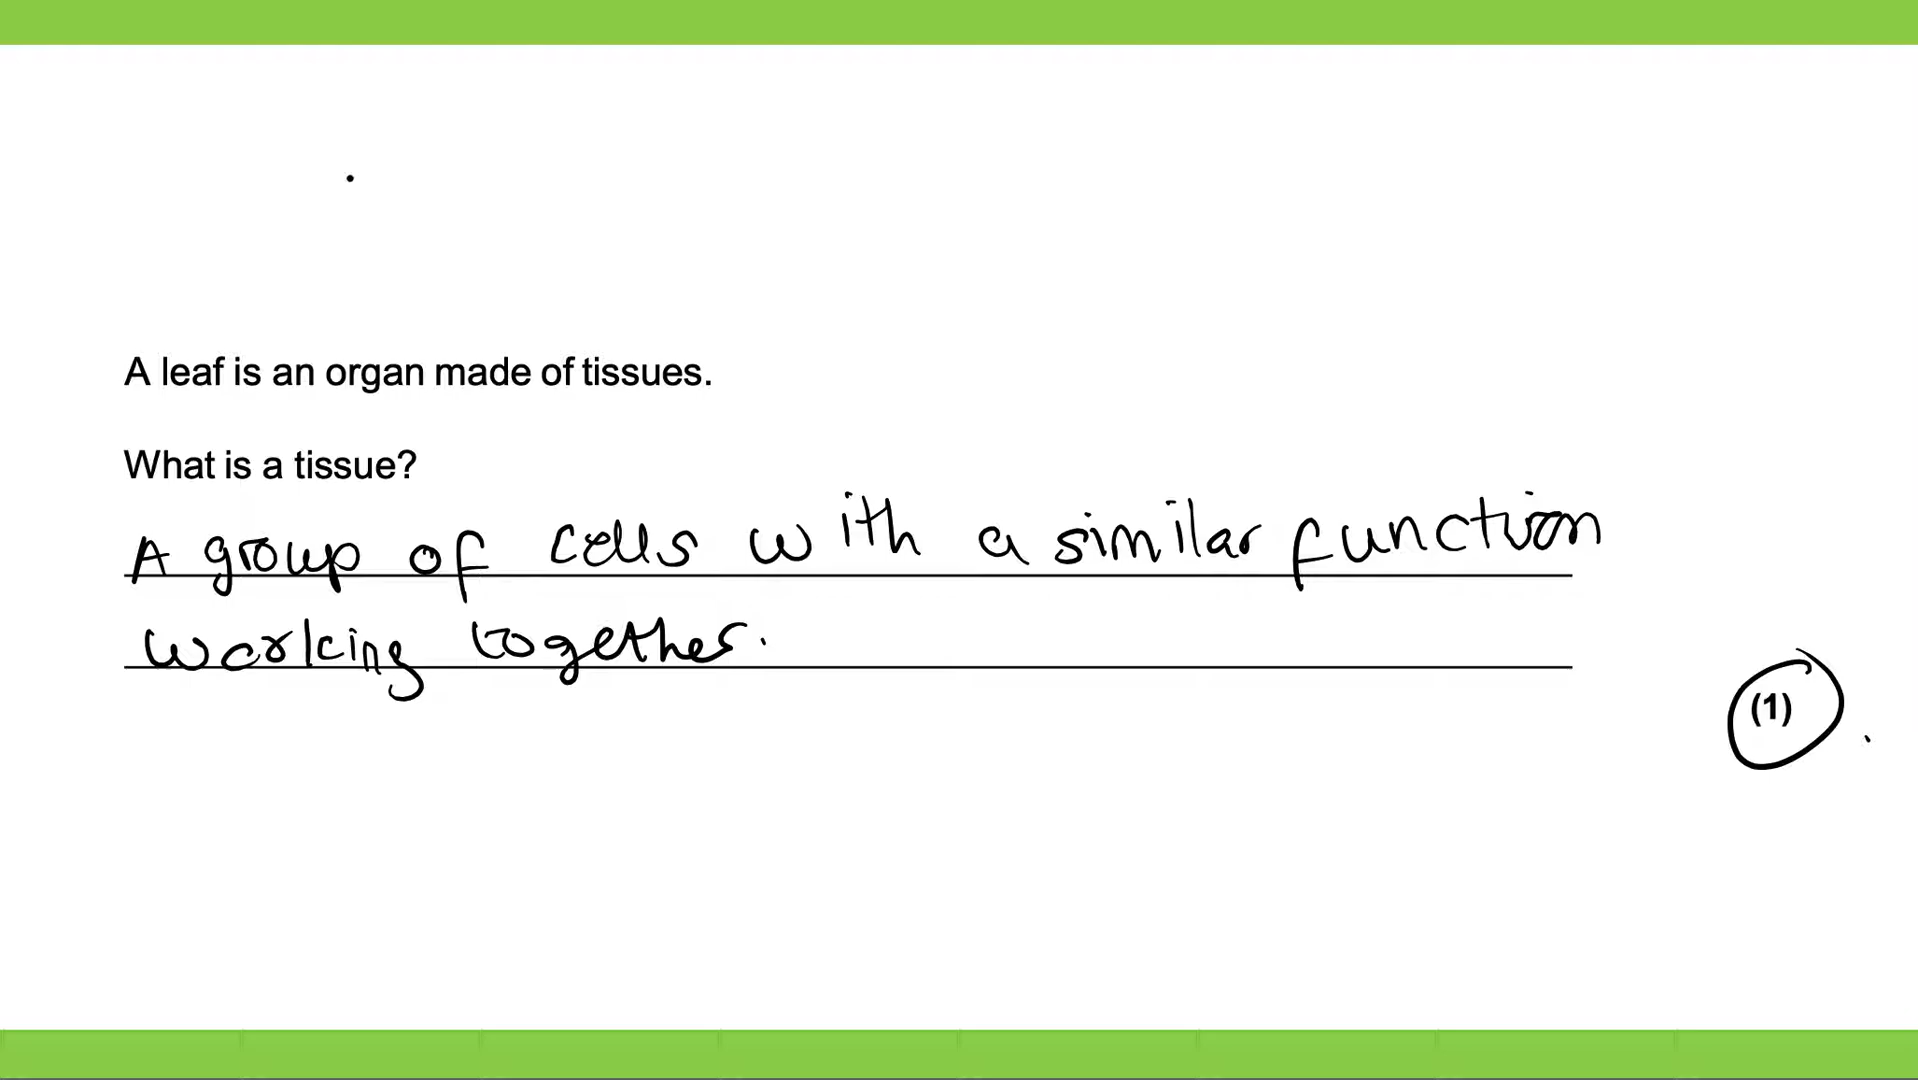 A leaf is an organ made of tissues.
What is a tissue?
A group of cells with a similar function
working together.
(1)